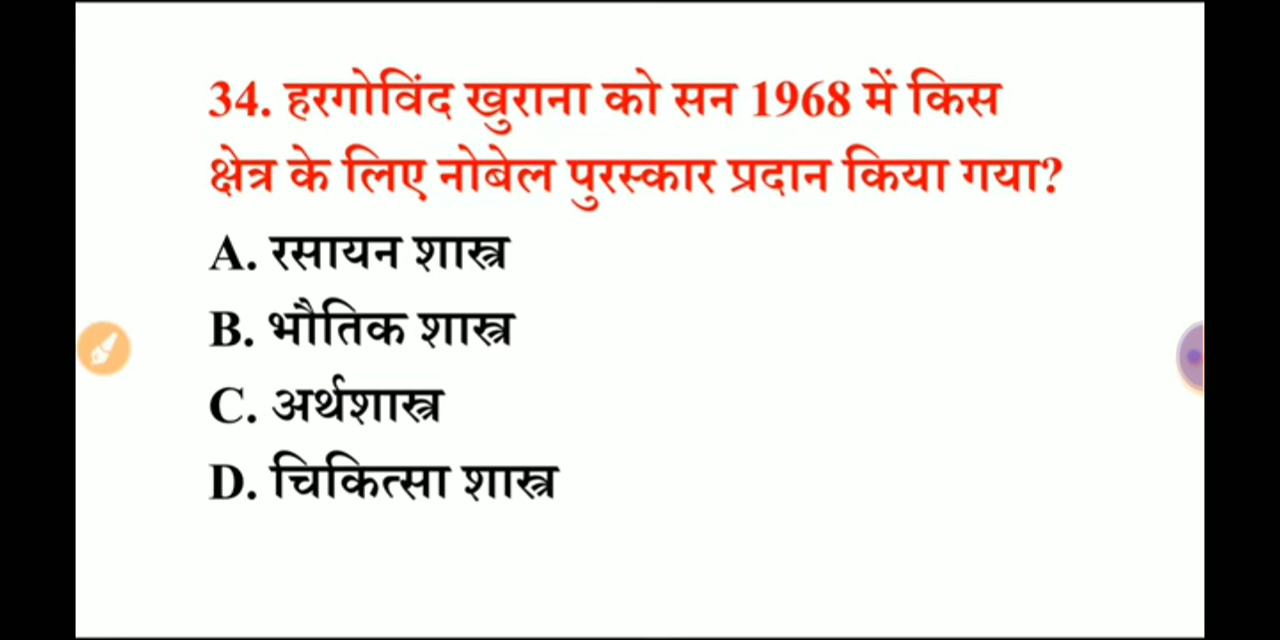 34. हरगोविंद खुराना को सन 1968 में किस
क्षेत्र के लिए नोबेल पुरस्कार प्रदान किया गया?
A. रसायन शास्त्र
B. भौतिक शास्त्र
C. अर्थशास्त्र
D. चिकित्सा शास्त्र